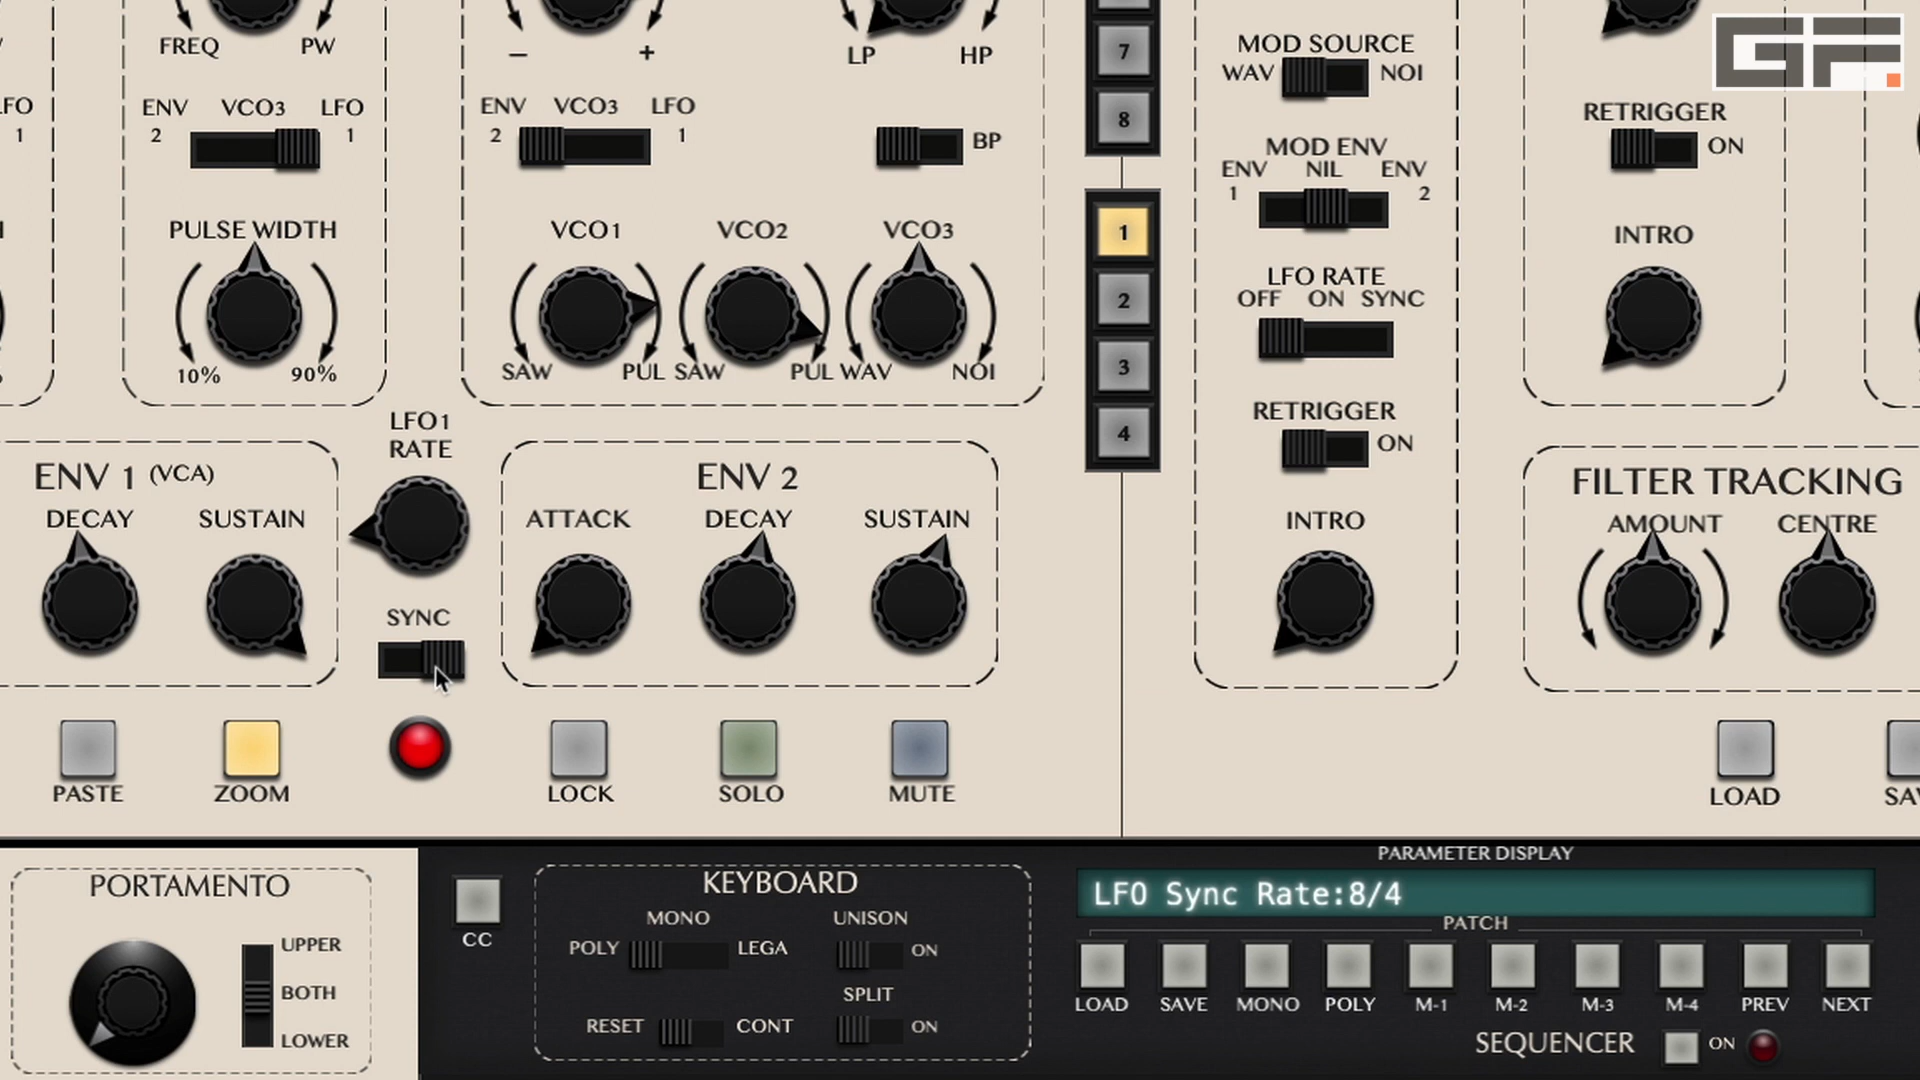 GF
FREQ PW
- +
LP HP
7
8
MOD SOURCE
WAV NOI
RETRIGGER
ON
LFO
1
ENV VCO3 LFO
2 1
ENV VCO3 LFO
2 1
BP
MOD ENV
ENV NIL ENV
1 2
PULSE WIDTH
10% 90%
VCO1 VCO2 VCO3
SAW PUL SAW PUL WAV NOI
1
2
3
4
LFO RATE
OFF ON SYNC
RETRIGGER
ON
INTRO
INTRO
LFO1
RATE
SYNC
ENV 1 (VCA)
DECAY SUSTAIN
ENV 2
ATTACK DECAY SUSTAIN
FILTER TRACKING
AMOUNT CENTRE
PASTE ZOOM LOCK SOLO MUTE
LOAD
PORTAMENTO
UPPER
BOTH
LOWER
CC
KEYBOARD
MONO UNISON
POLY LEGA ON
SPLIT
RESET CONT ON
PARAMETER DISPLAY
LFO Sync Rate:8/4
PATCH
LOAD SAVE MONO POLY M-1 M-2 M-3 M-4 PREV NEXT
SEQUENCER ON